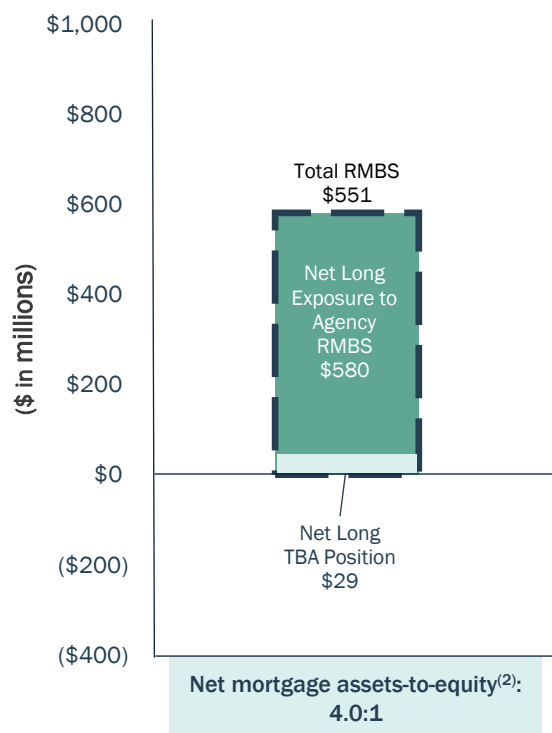 $1,000
$800
$600
$400
$200
$0
($200)
($400)
($ in millions)
Total RMBS
$551
Net Long
Exposure to
Agency
RMBS
$580
Net Long
TBA Position
$29
Net mortgage assets-to-equity(2):
4.0:1